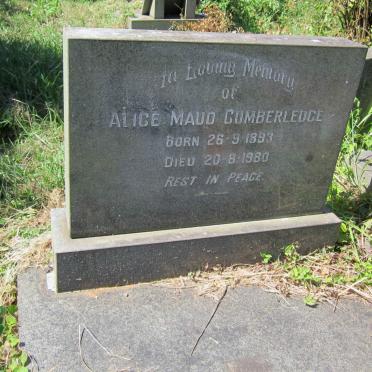 In Loving Memory
of
ALICE MAUD CUMBERLEDGE
BORN 26-9-1893
DIED 20-8-1980
REST IN PEACE.